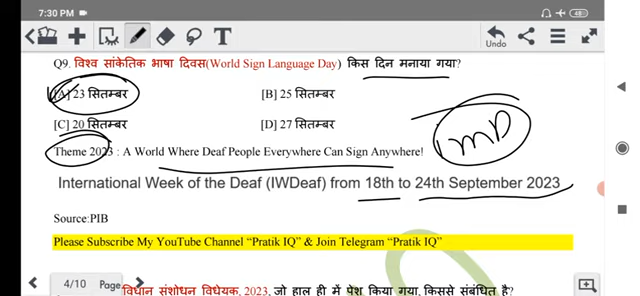 7:30 PM
48
Undo
Q9. विश्व सांकेतिक भाषा दिवस(World Sign Language Day) किस दिन मनाया गया?
[A] 23 सितम्बर [B] 25 सितम्बर
[C] 20 सितम्बर [D] 27 सितम्बर
IMP
Theme 2023 : A World Where Deaf People Everywhere Can Sign Anywhere!
International Week of the Deaf (IWDeaf) from 18th to 24th September 2023
Source:PIB
Please Subscribe My YouTube Channel “Pratik IQ” & Join Telegram “Pratik IQ”
4/10 Page
विधान संशोधन विधेयक, 2023, जो हाल ही में पेश किया गया, किससे संबंधित है?